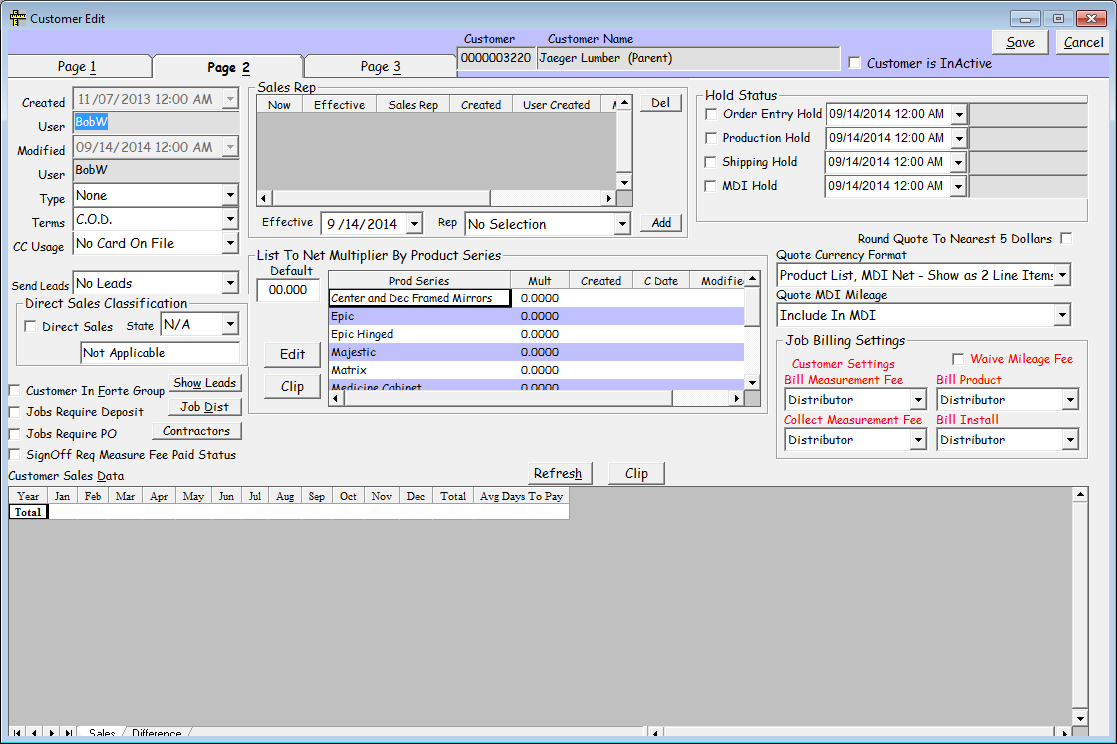 Customer Edit
Customer
Customer Name
0000003220
Jaeger Lumber (Parent)
Customer is InActive
Save
Cancel
Page 1
Page 2
Page 3
Created 11/07/2013 12:00 AM
User BobW
Modified 09/14/2014 12:00 AM
User BobW
Type None
Terms C.O.D.
CC Usage No Card On File
Send Leads No Leads
Direct Sales Classification
Direct Sales State N/A
Not Applicable
Customer In Forte Group Show Leads
Jobs Require Deposit Job Dist
Jobs Require PO Contractors
SignOff Req Measure Fee Paid Status
Sales Rep
Now Effective Sales Rep Created User Created
Del
Effective 9 /14/2014 Rep No Selection Add
List To Net Multiplier By Product Series
Default
00.000
Edit
Clip
Prod Series Mult Created C Date Modifie
Center and Dec Framed Mirrors 0.0000
Epic 0.0000
Epic Hinged 0.0000
Majestic 0.0000
Matrix 0.0000
Medicine Cabinet 0.0000
Hold Status
Order Entry Hold 09/14/2014 12:00 AM
Production Hold 09/14/2014 12:00 AM
Shipping Hold 09/14/2014 12:00 AM
MDI Hold 09/14/2014 12:00 AM
Round Quote To Nearest 5 Dollars
Quote Currency Format
Product List, MDI Net - Show as 2 Line Items
Quote MDI Mileage
Include In MDI
Job Billing Settings
Customer Settings Waive Mileage Fee
Bill Measurement Fee Bill Product
Distributor Distributor
Collect Measurement Fee Bill Install
Distributor Distributor
Customer Sales Data
Refresh
Clip
Year Jan Feb Mar Apr May Jun Jul Aug Sep Oct Nov Dec Total Avg Days To Pay
Total
Sales Difference